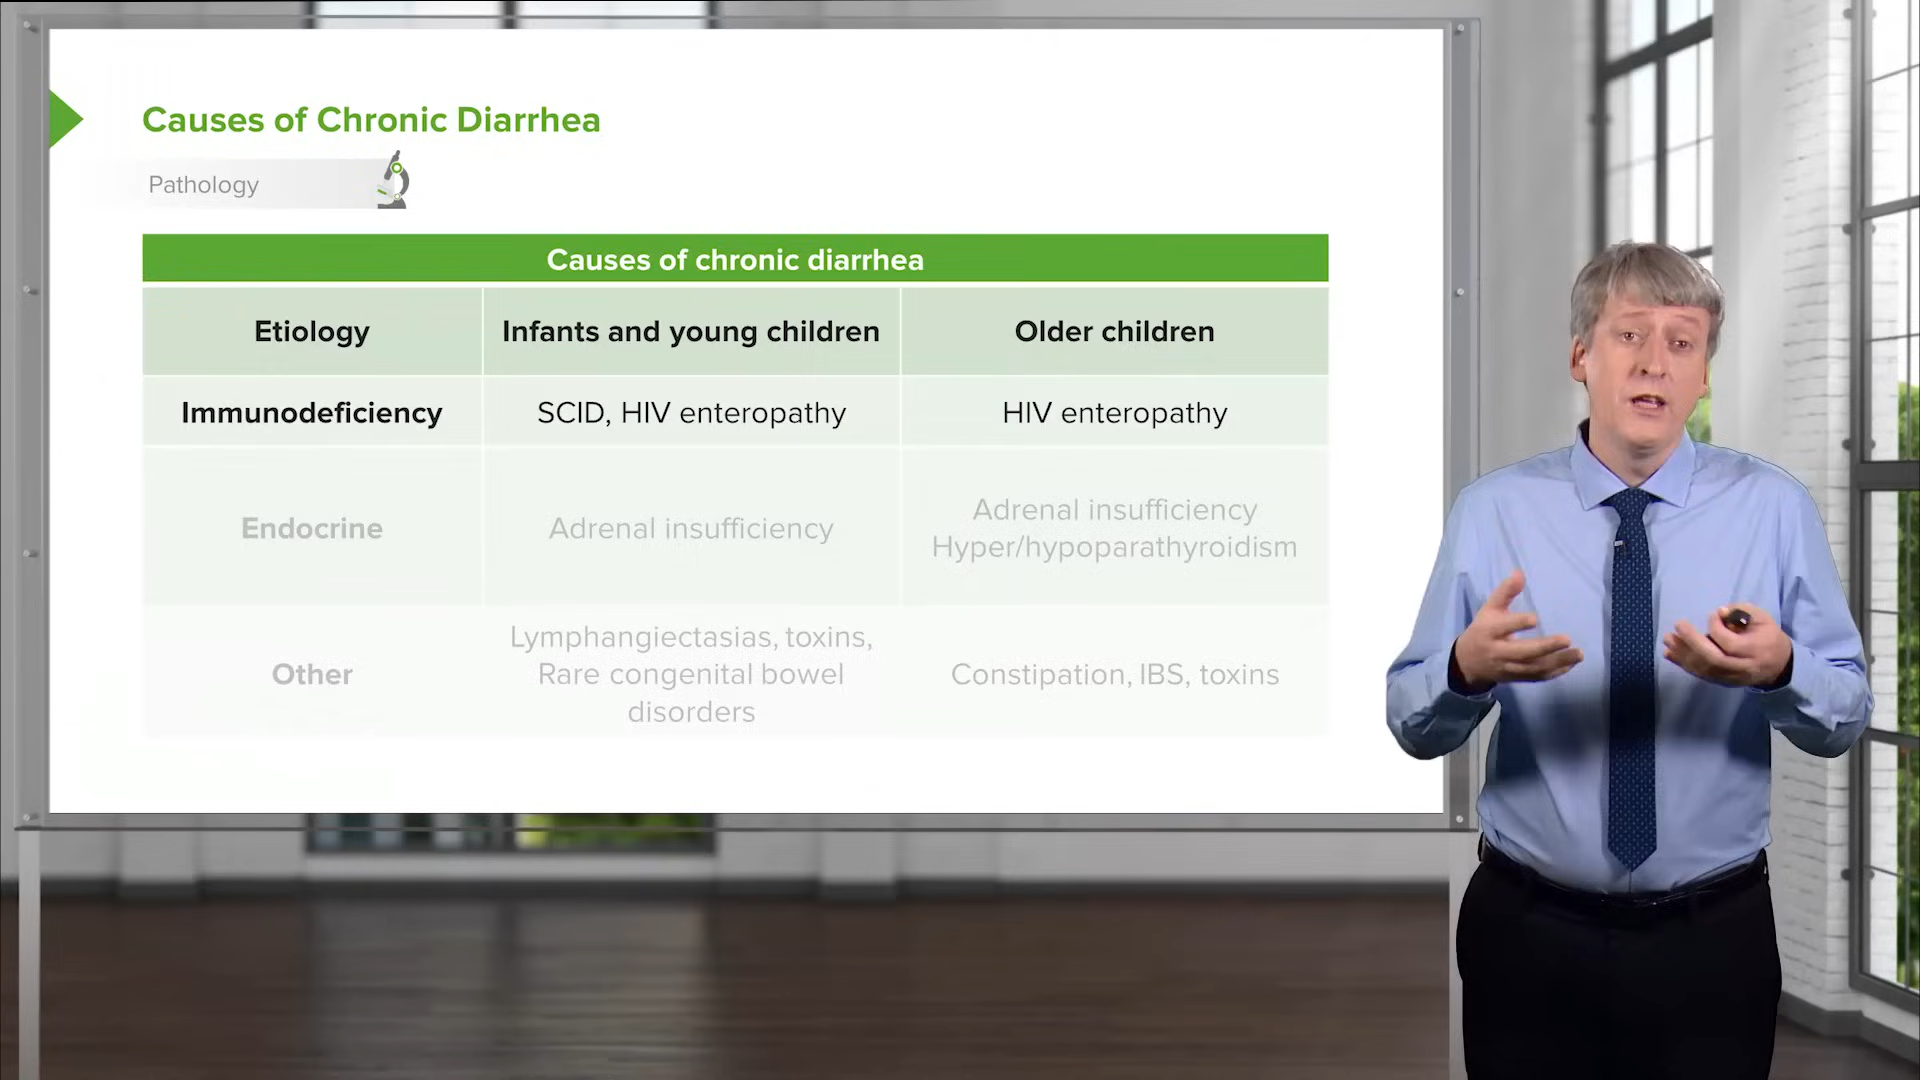 Causes of Chronic Diarrhea
Pathology
Causes of chronic diarrhea
Etiology
Infants and young children
Older children
Immunodeficiency
SCID, HIV enteropathy
HIV enteropathy
Endocrine
Adrenal insufficiency
Adrenal insufficiency
Hyper/hypoparathyroidism
Other
Lymphangiectasias, toxins,
Rare congenital bowel
disorders
Constipation, IBS, toxins